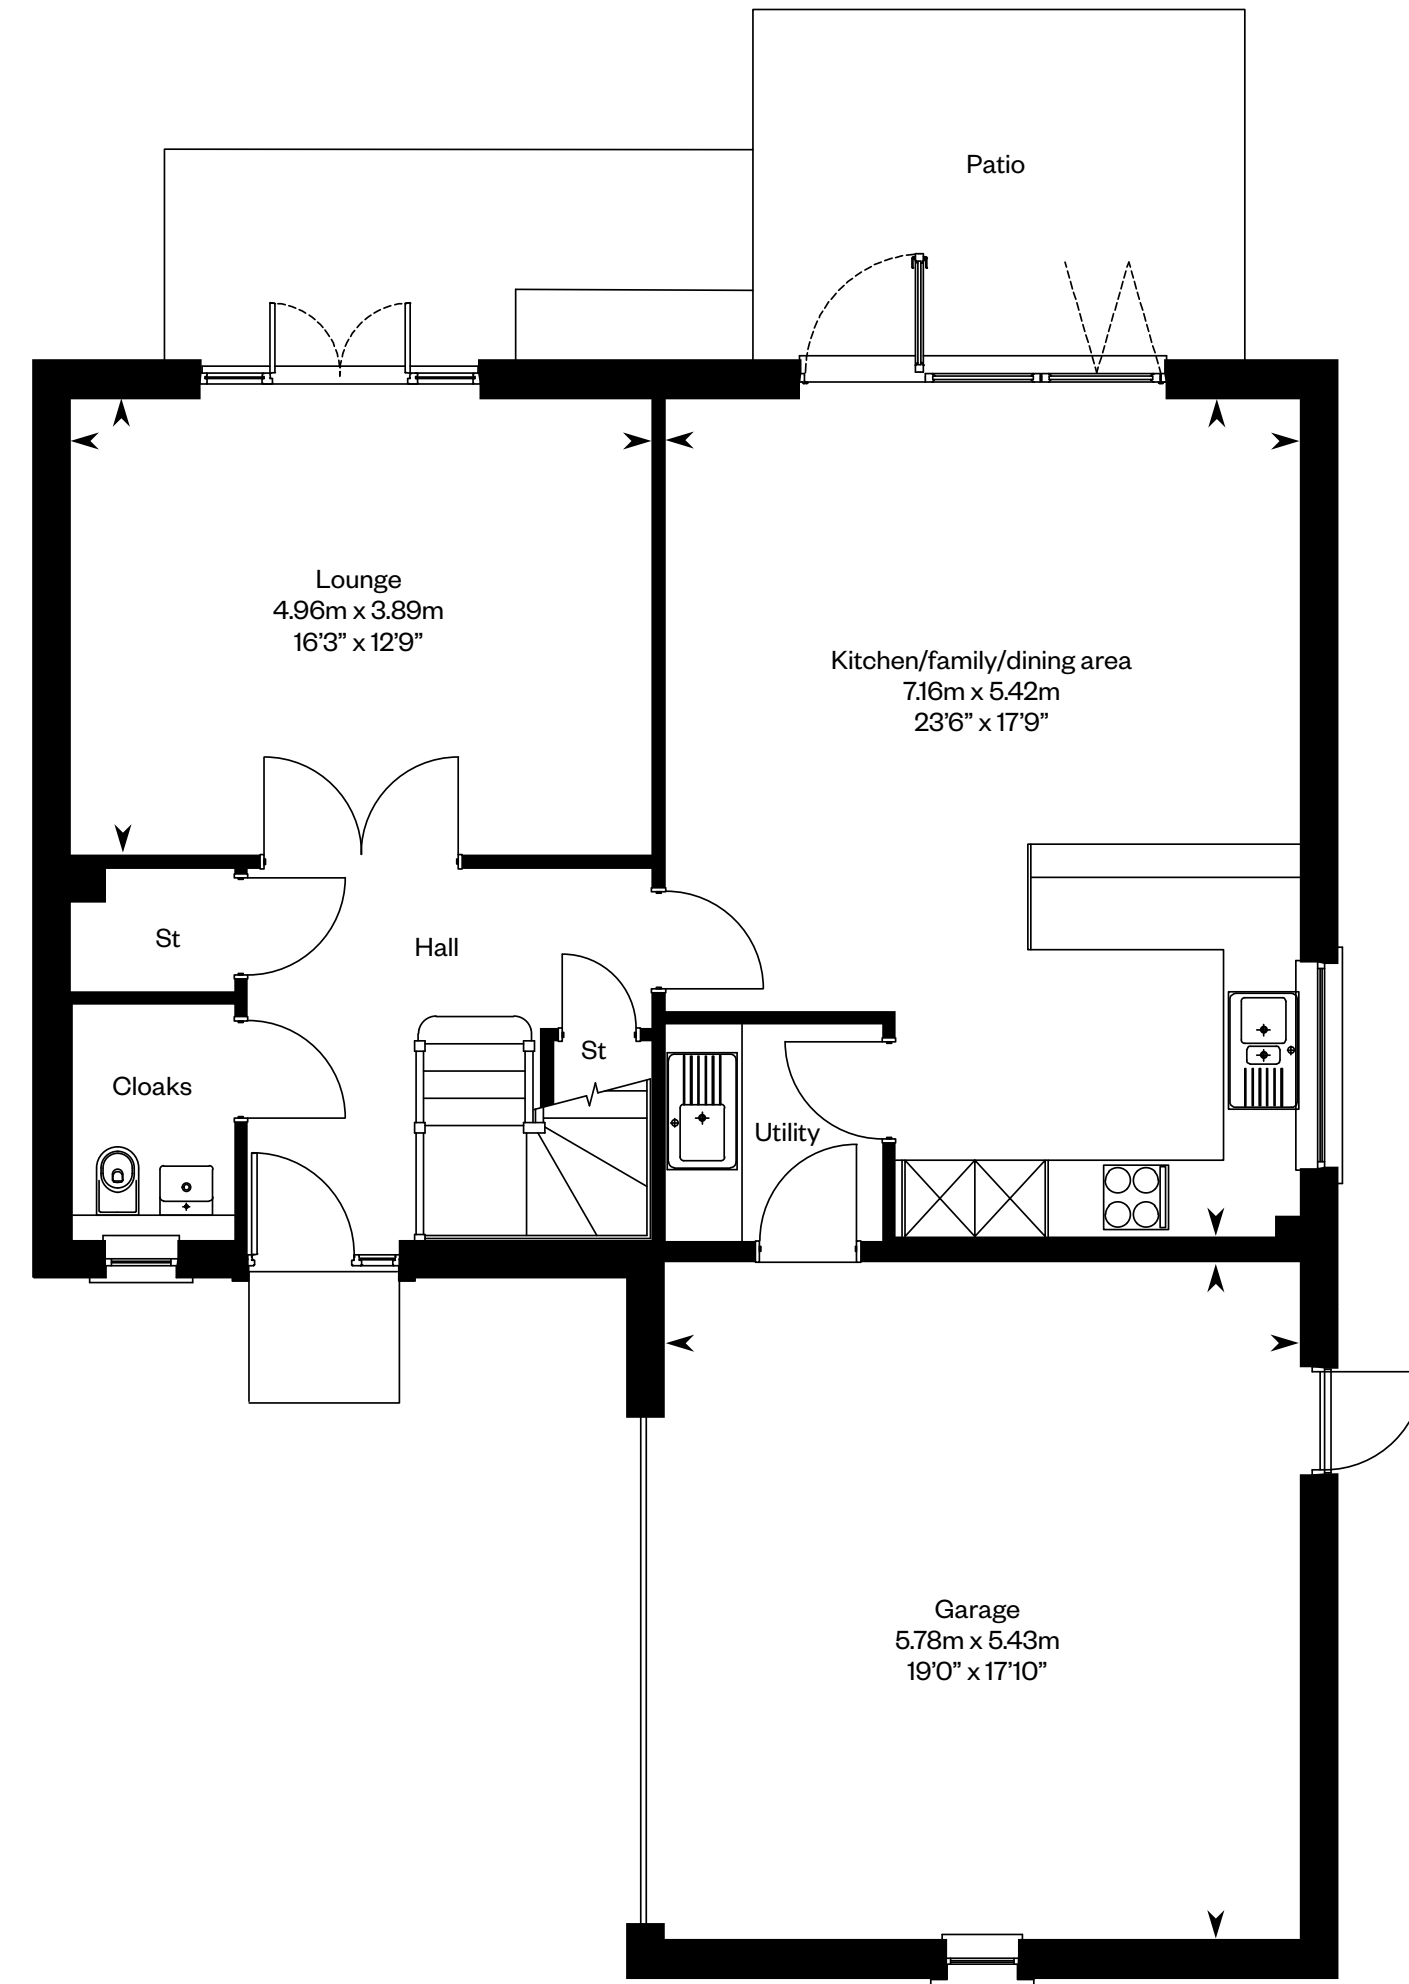 Patio
Lounge
4.96m x 3.89m
16’3” x 12’9”
Kitchen/family/dining area
7.16m x 5.42m
23’6” x 17’9”
St
Hall
St
Cloaks
Utility
Garage
5.78m x 5.43m
19’0” x 17’10”